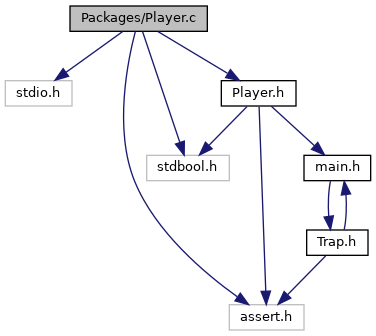 Packages/Player.c
stdio.h
Player.h
stdbool.h
main.h
Trap.h
assert.h